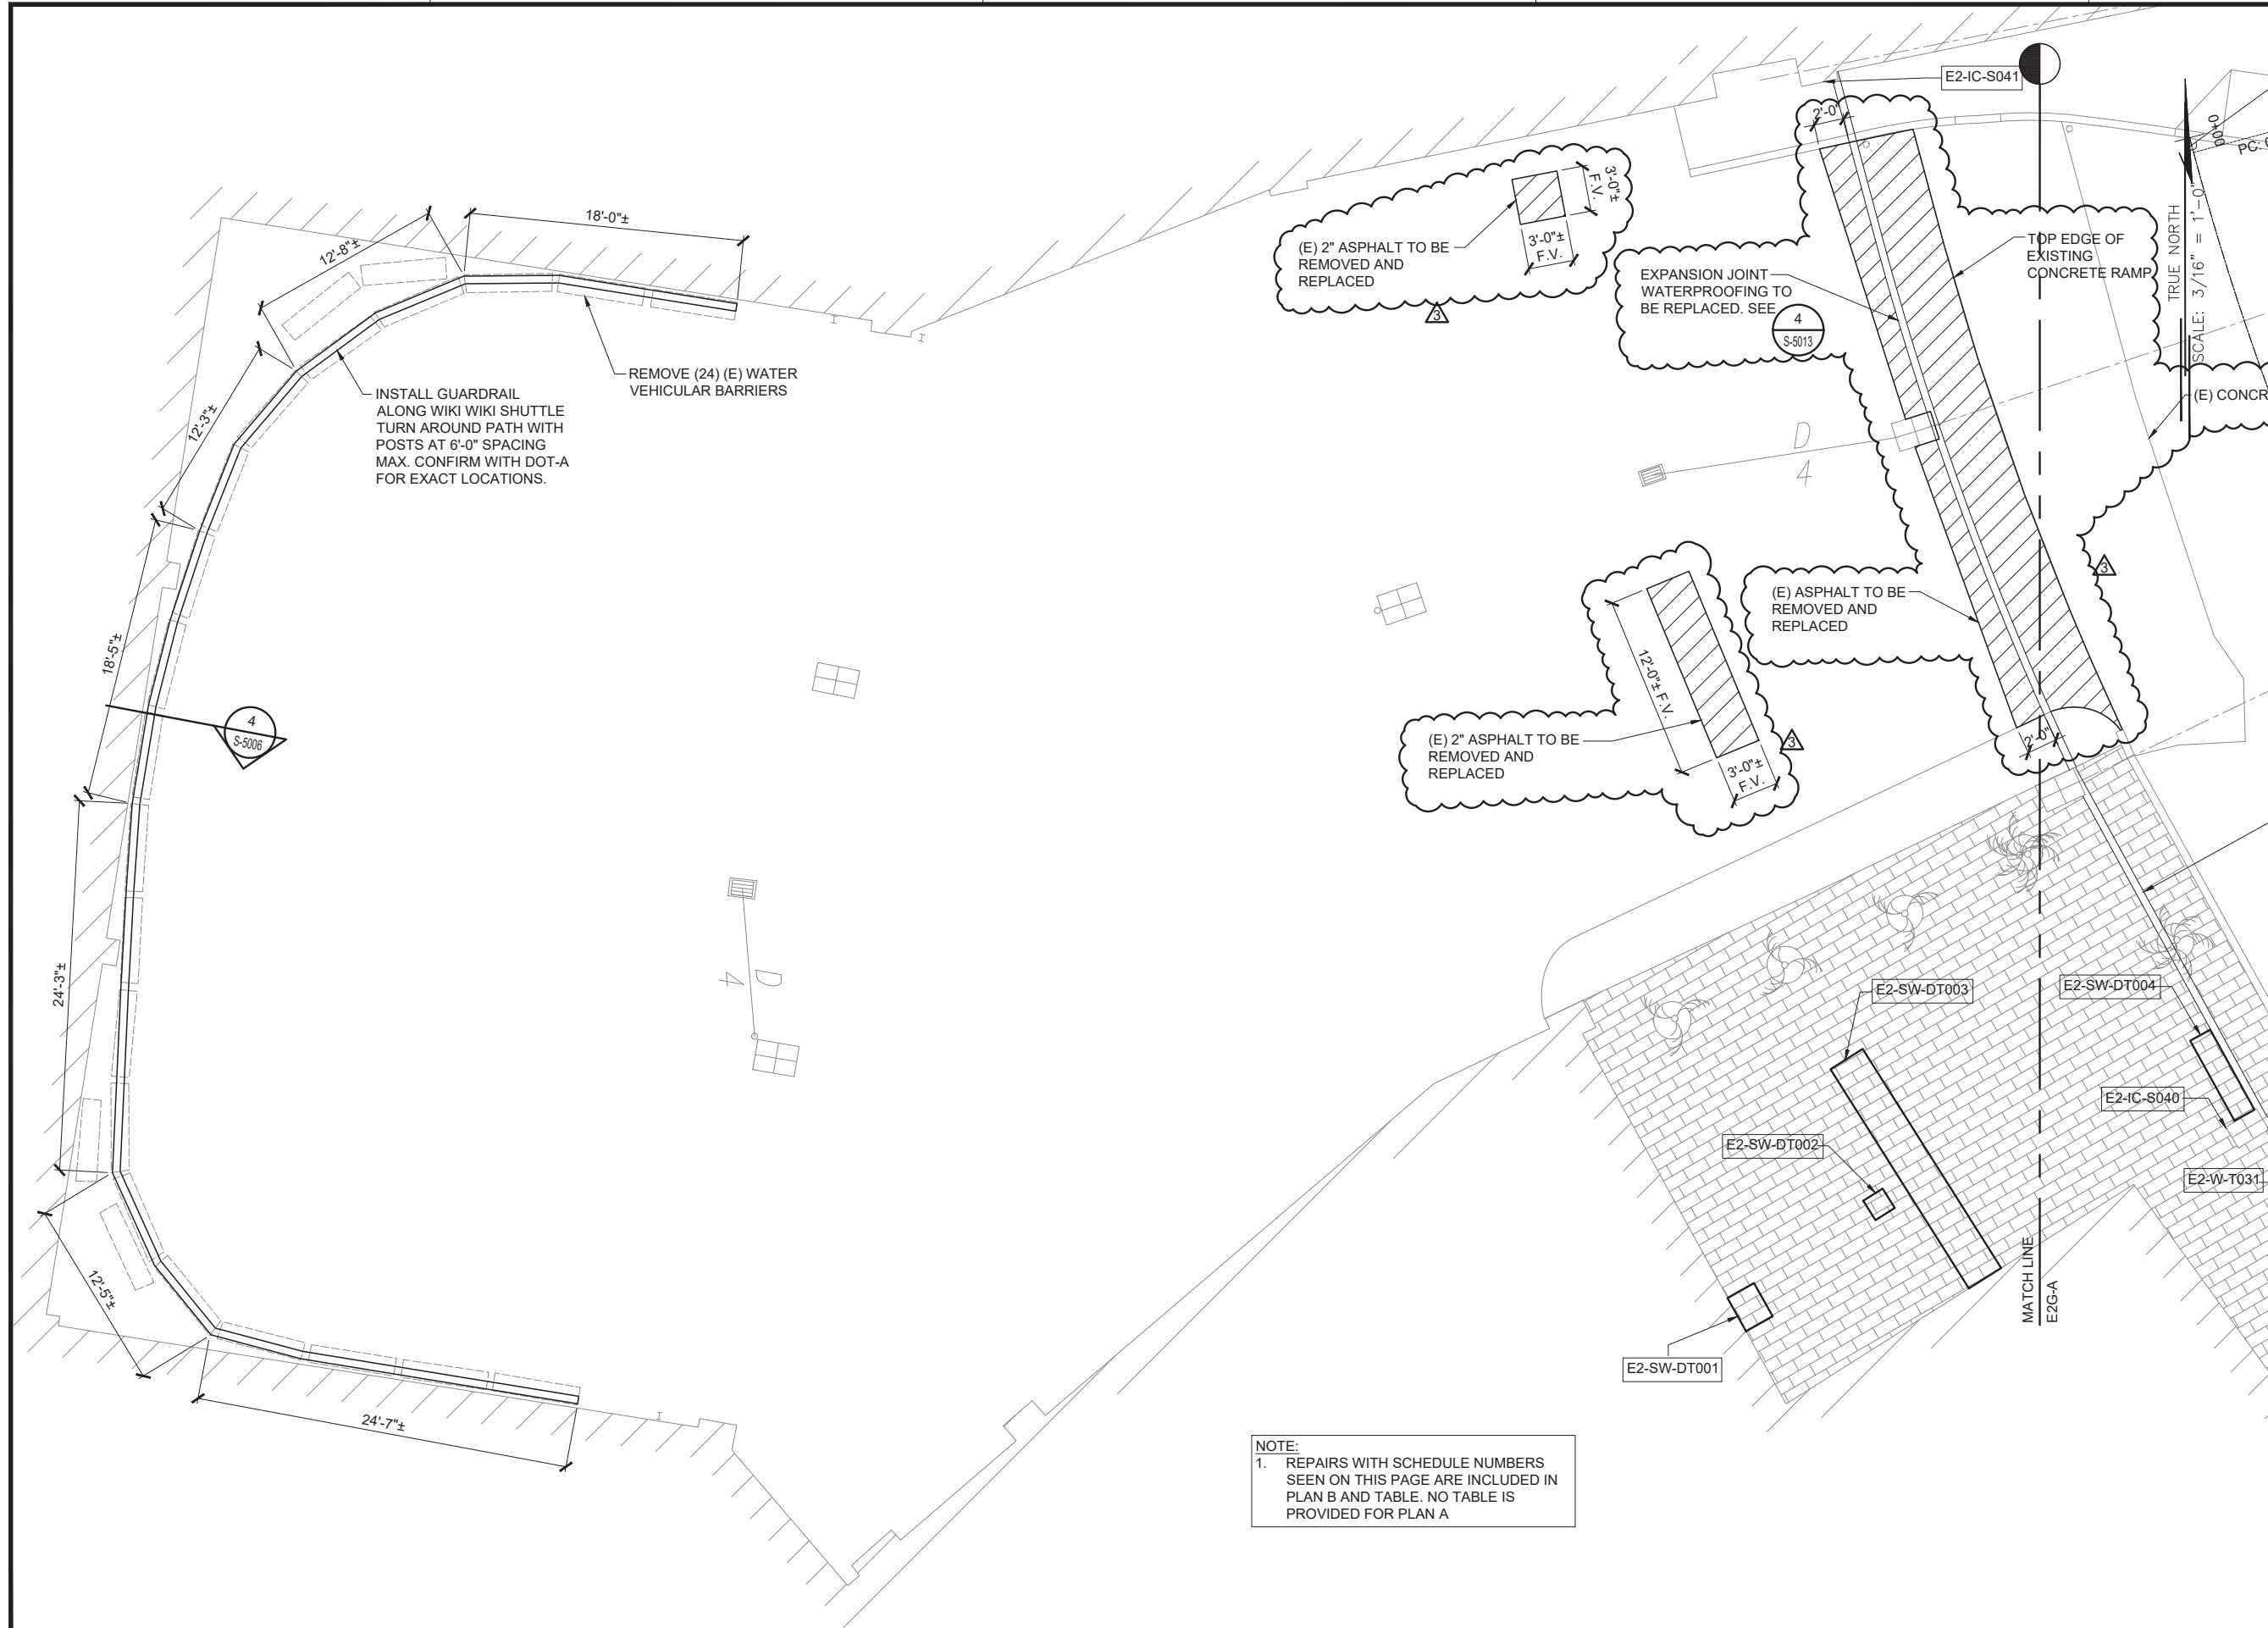 18'-0"±
12'-8"±
12'-3"±
18'-5"±
24'-3"±
12'-5"±
24'-7"±
INSTALL GUARDRAIL
ALONG WIKI WIKI SHUTTLE
TURN AROUND PATH WITH
POSTS AT 6'-0" SPACING
MAX. CONFIRM WITH DOT-A
FOR EXACT LOCATIONS.
REMOVE (24) (E) WATER
VEHICULAR BARRIERS
4
S-5006
4
D
(E) 2" ASPHALT TO BE
REMOVED AND
REPLACED
3
3'-0"±
F.V.
3'-0"±
F.V.
E2-IC-S041
2'-0"
EXPANSION JOINT
WATERPROOFING TO
BE REPLACED. SEE
4
S-5013
TOP EDGE OF
EXISTING
CONCRETE RAMP
TRUE NORTH
SCALE: 3/16" = 1'-0"
0+00
PC:
(E) CONCR
D
4
(E) ASPHALT TO BE
REMOVED AND
REPLACED
3
12'-0"± F.V.
(E) 2" ASPHALT TO BE
REMOVED AND
REPLACED
3'-0"±
F.V.
3
2'-0"
E2-SW-DT003
E2-SW-DT004
E2-IC-S040
E2-SW-DT002
E2-W-T031
MATCH LINE
E2G-A
E2-SW-DT001
NOTE:
1. REPAIRS WITH SCHEDULE NUMBERS
SEEN ON THIS PAGE ARE INCLUDED IN
PLAN B AND TABLE. NO TABLE IS
PROVIDED FOR PLAN A